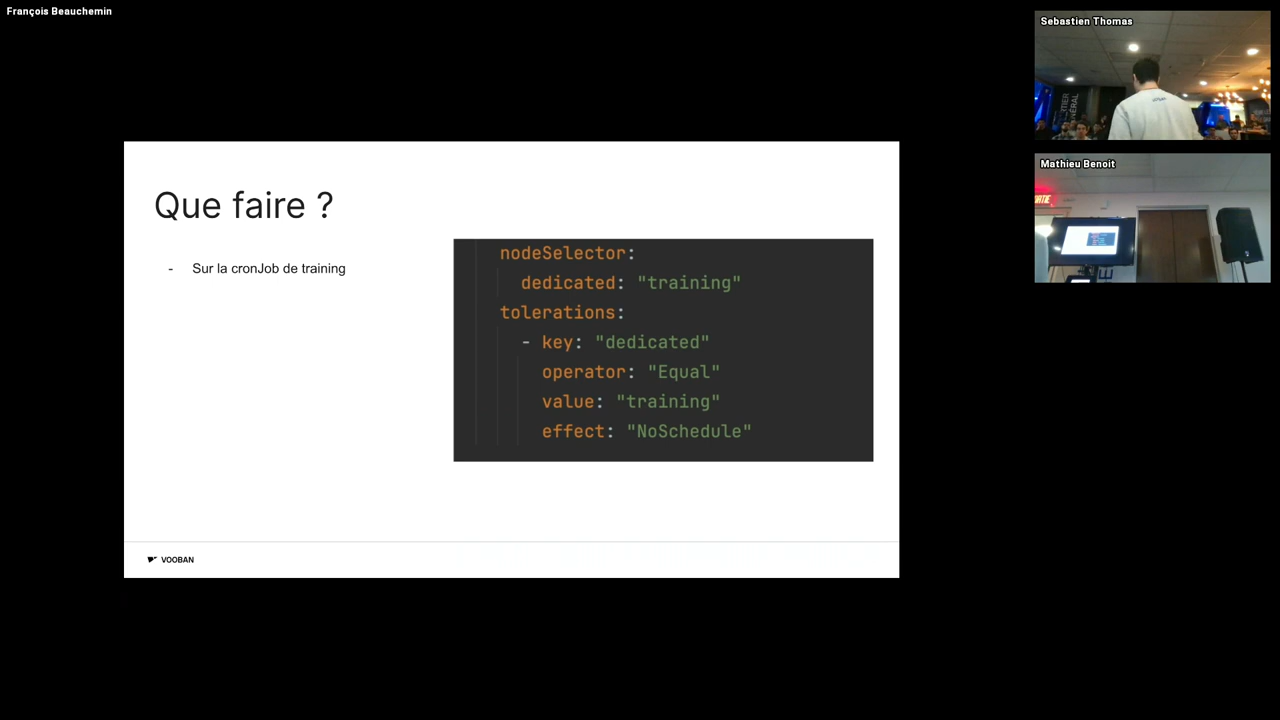 François Beauchemin
Sebastien Thomas
Mathieu Benoit
Que faire ?
- Sur la cronJob de training
nodeSelector:
dedicated: "training"
tolerations:
- key: "dedicated"
operator: "Equal"
value: "training"
effect: "NoSchedule"
VOOBAN